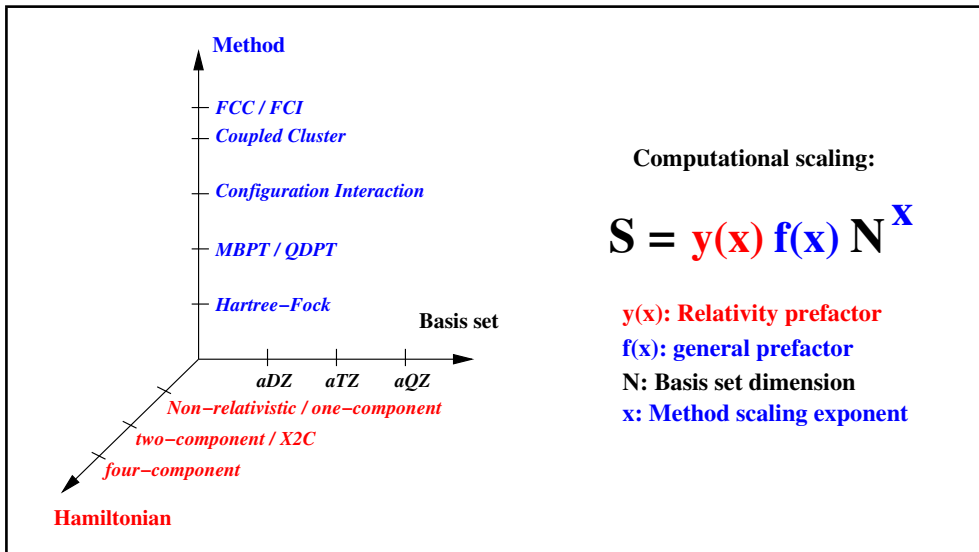 Method
FCC / FCI
Coupled Cluster
Configuration Interaction
MBPT / QDPT
Hartree−Fock
Basis set
aDZ aTZ aQZ
Non−relativistic / one−component
two−component / X2C
four−component
Hamiltonian
Computational scaling:
S = y(x) f(x) N^x
y(x): Relativity prefactor
f(x): general prefactor
N: Basis set dimension
x: Method scaling exponent